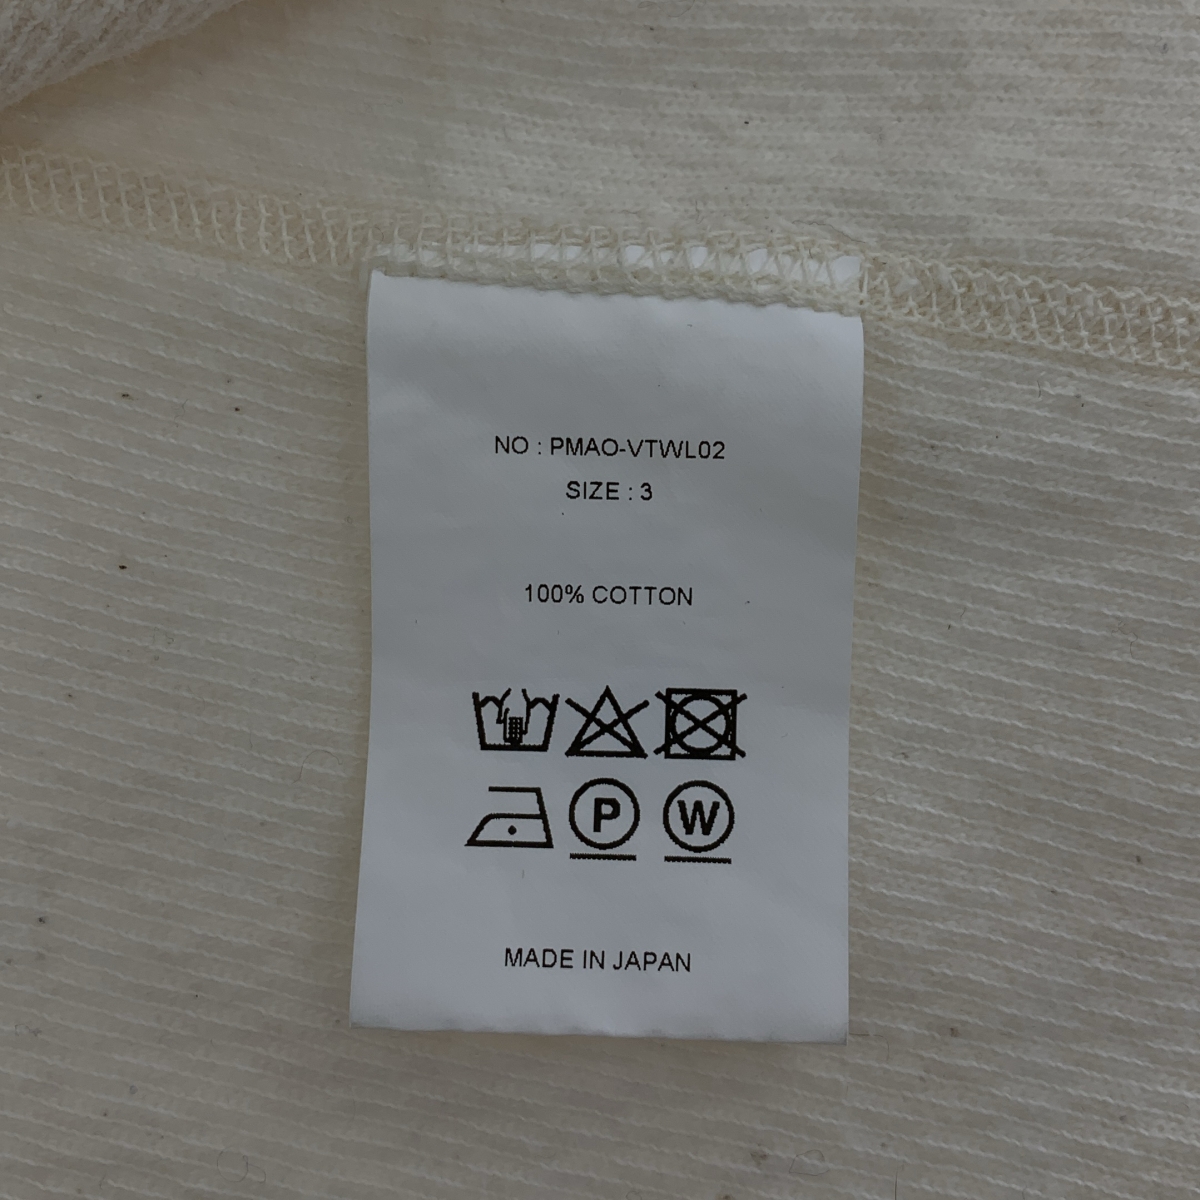 NO : PMAO-VTWL02
SIZE : 3
100% COTTON
P W
MADE IN JAPAN